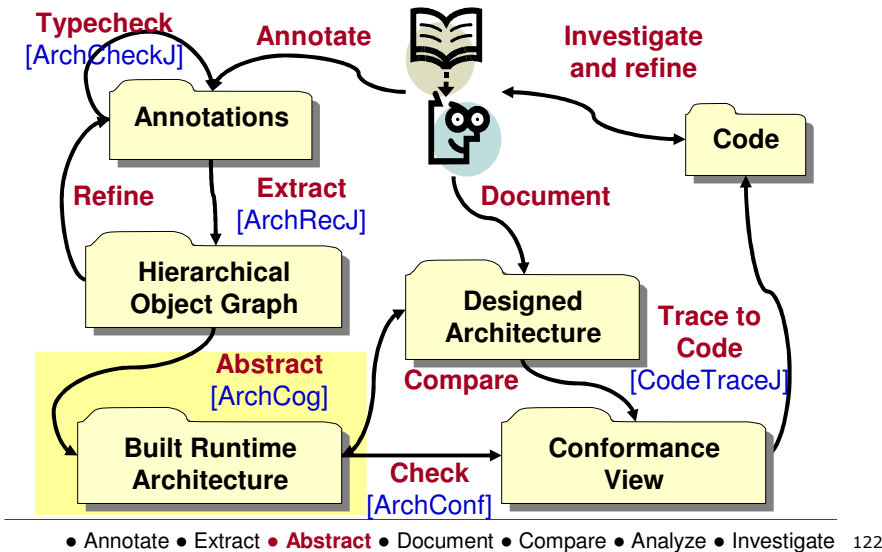 Typecheck
[ArchCheckJ]
Annotate
Investigate
and refine
Annotations
Code
Refine
Extract
[ArchRecJ]
Document
Hierarchical
Object Graph
Designed
Architecture
Trace to
Code
[CodeTraceJ]
Abstract
[ArchCog]
Compare
Built Runtime
Architecture
Check
[ArchConf]
Conformance
View
● Annotate ● Extract ● Abstract ● Document ● Compare ● Analyze ● Investigate 122